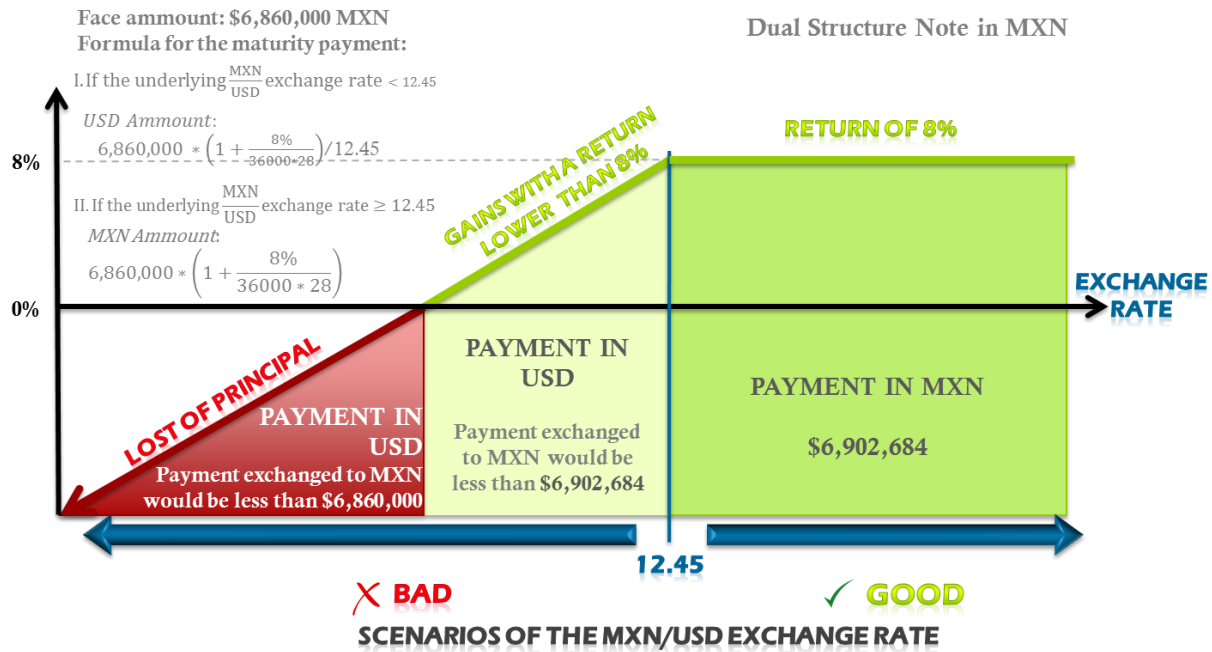 Face ammount: $6,860,000 MXN
Formula for the maturity payment:
Dual Structure Note in MXN
I. If the underlying MXN/USD exchange rate < 12.45
USD Ammount:
6,860,000 * (1 + 8%/36000*28)/12.45
II. If the underlying MXN/USD exchange rate ≥ 12.45
MXN Ammount:
6,860,000 * (1 + 8%/36000 * 28)
8%
0%
GAINS WITH A RETURN
LOWER THAN 8%
RETURN OF 8%
EXCHANGE
RATE
LOST OF PRINCIPAL
PAYMENT IN
USD
Payment exchanged to MXN
would be less than $6,860,000
PAYMENT IN
USD
Payment exchanged
to MXN would be
less than $6,902,684
PAYMENT IN MXN
$6,902,684
12.45
BAD
GOOD
SCENARIOS OF THE MXN/USD EXCHANGE RATE